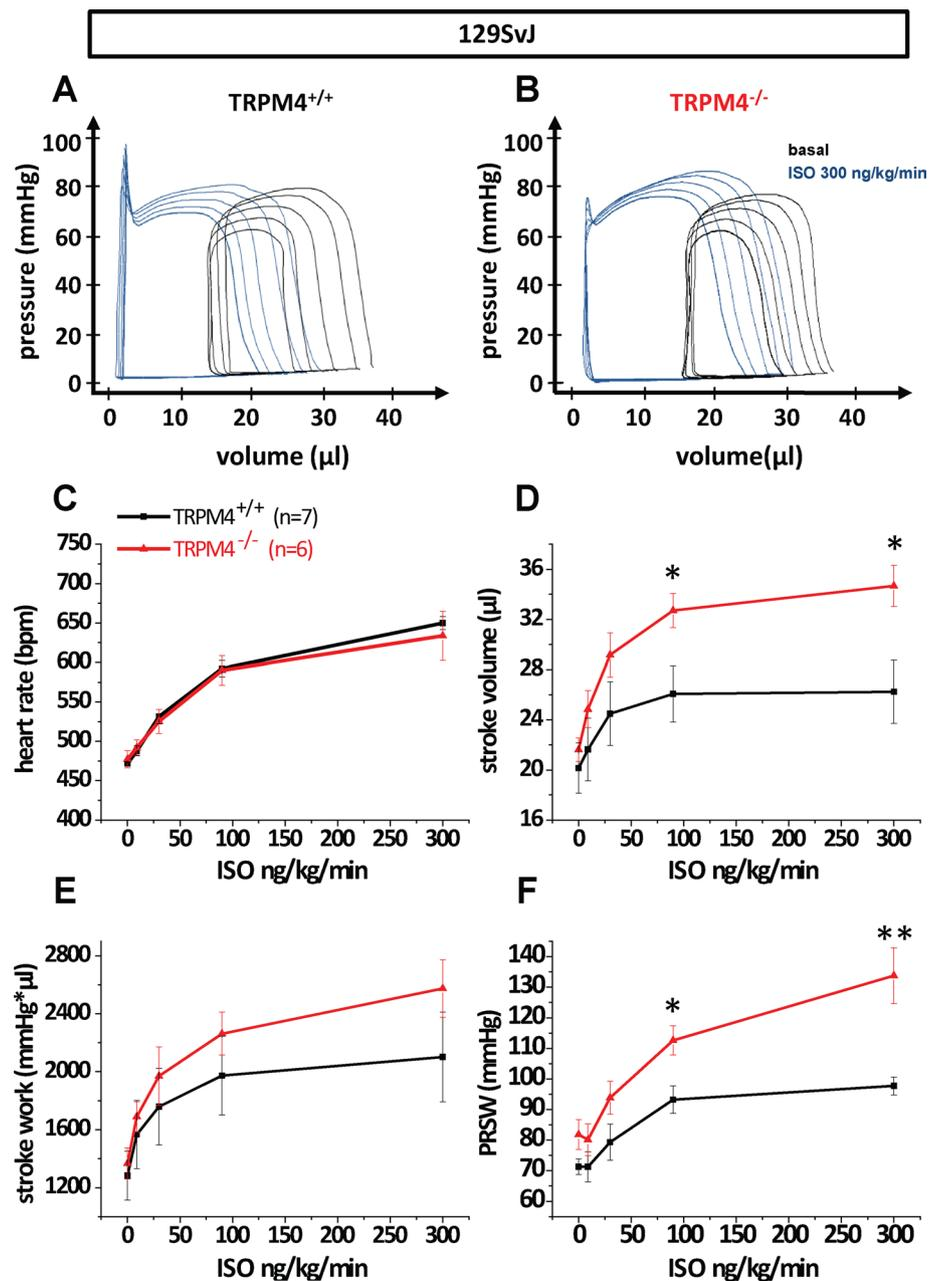 129SvJ
A
TRPM4+/+
B
TRPM4-/-
100
80
60
40
20
0
pressure (mmHg)
0 10 20 30 40
volume (µl)
100
80
60
40
20
0
pressure (mmHg)
basal
ISO 300 ng/kg/min
0 10 20 30 40
volume(µl)
C
TRPM4+/+ (n=7)
TRPM4-/- (n=6)
750
700
650
600
550
500
450
400
heart rate (bpm)
0 50 100 150 200 250 300
ISO ng/kg/min
D
36
32
28
24
20
16
stroke volume (µl)
*
*
0 50 100 150 200 250 300
ISO ng/kg/min
E
2800
2400
2000
1600
1200
stroke work (mmHg*µl)
0 50 100 150 200 250 300
ISO ng/kg/min
F
140
130
120
110
100
90
80
70
60
PRSW (mmHg)
*
**
0 50 100 150 200 250 300
ISO ng/kg/min